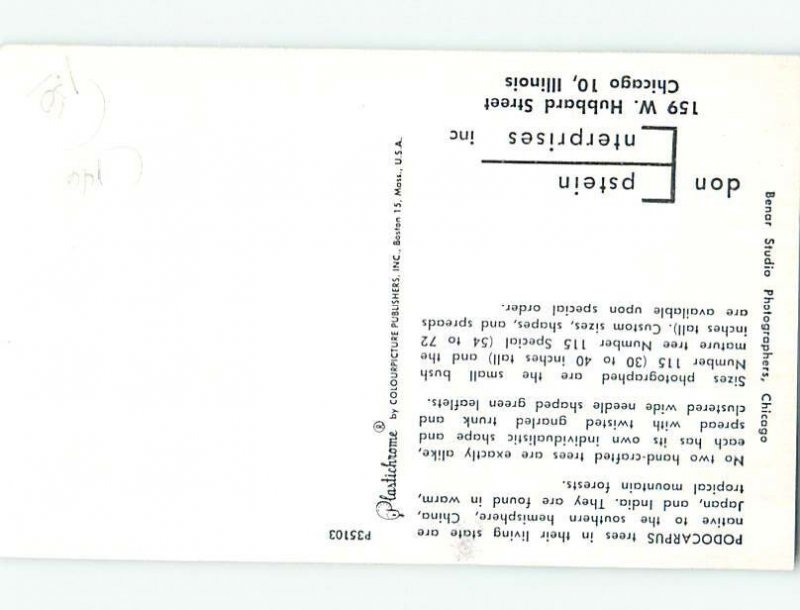 P35103
PODOCARPUS trees in their living state are
native to the southern hemisphere, China,
Japan, and India. They are found in warm,
tropical mountain forests.
No two hand-crafted trees are exactly alike,
each has its own individualistic shape and
spread with twisted gnarled trunk and
clustered wide needle shaped green leaflets.
Sizes photographed are the small bush
Number 115 (30 to 40 inches tall) and the
mature tree Number 115 Special (54 to 72
inches tall). Custom sizes, shapes, and spreads
are available upon special order.
don Epstein
Enterprises inc
159 W. Hubbard Street
Chicago 10, Illinois
Plastichrome ® by COLOURPICTURE PUBLISHERS, INC., Boston 15, Mass., U.S.A.
Benar Studio Photographers, Chicago